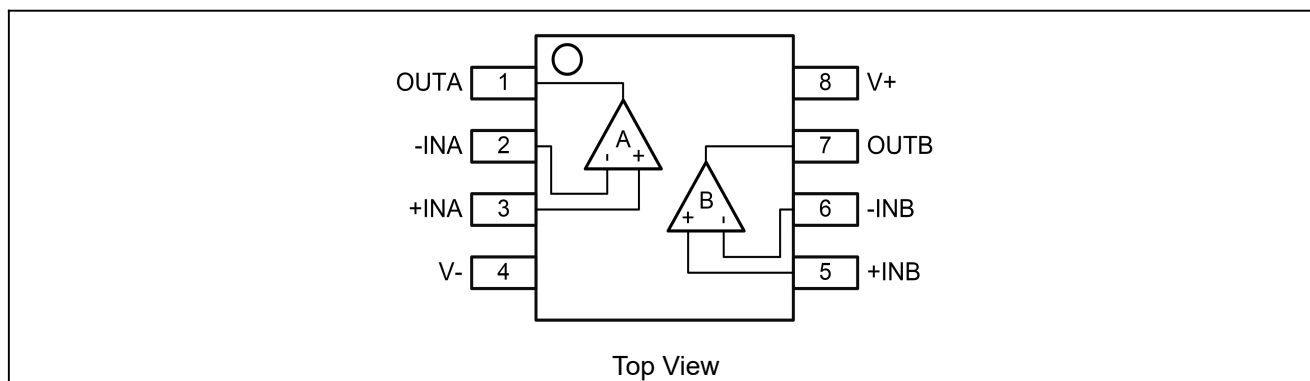 OUTA 1
8 V+
-INA 2
A
- +
7 OUTB
+INA 3
B
+ -
6 -INB
V- 4
5 +INB
Top View